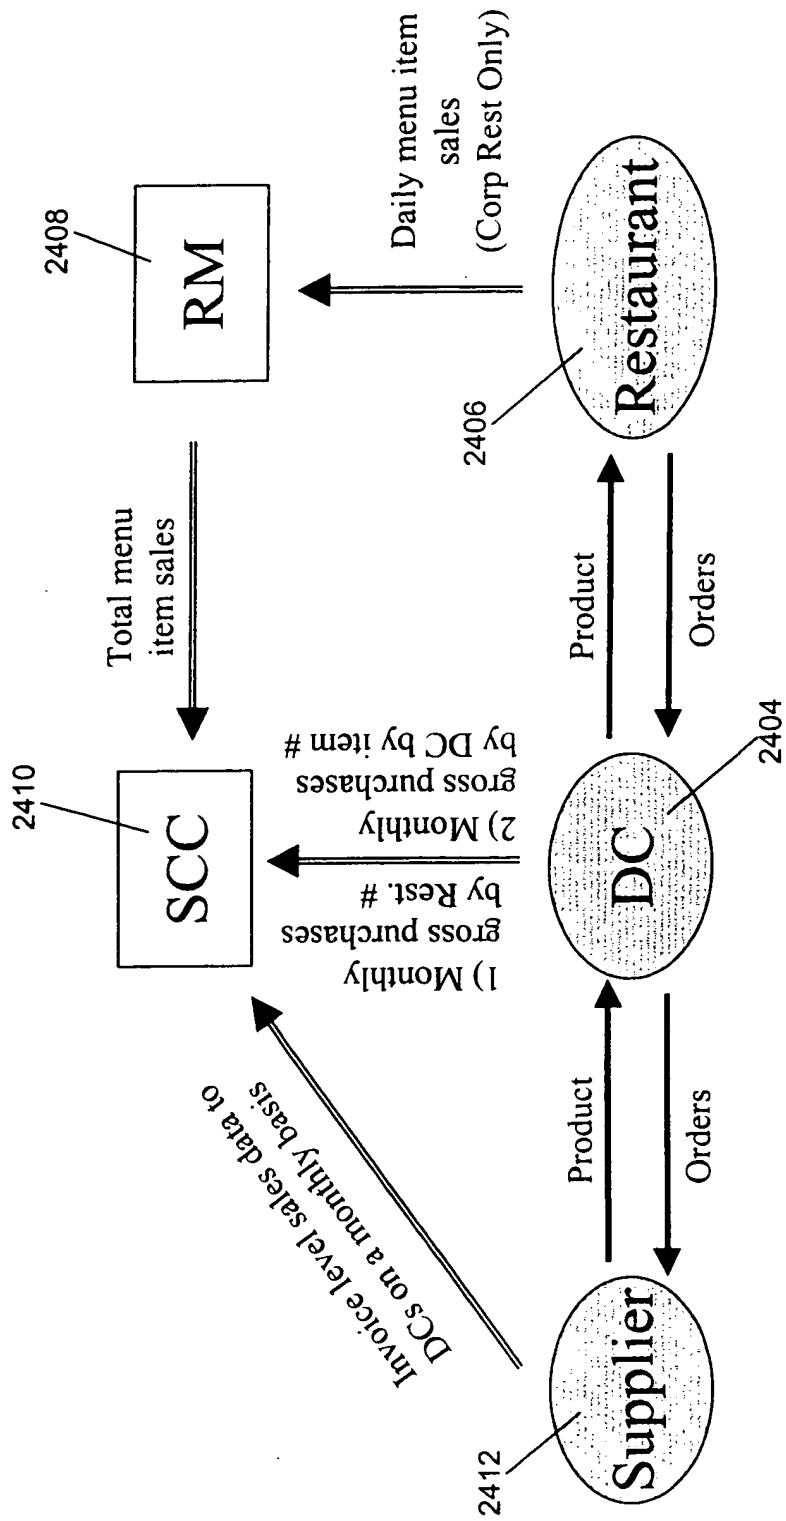 2410
SCC
Total menu
item sales
2408
RM
Invoice level sales data to
DCs on a monthly basis
1) Monthly
gross purchases
by Rest. #
2) Monthly
gross purchases
by DC by item #
Daily menu item
sales
(Corp Rest Only)
2412
Supplier
Product
Orders
DC
2404
Product
Orders
2406
Restaurant